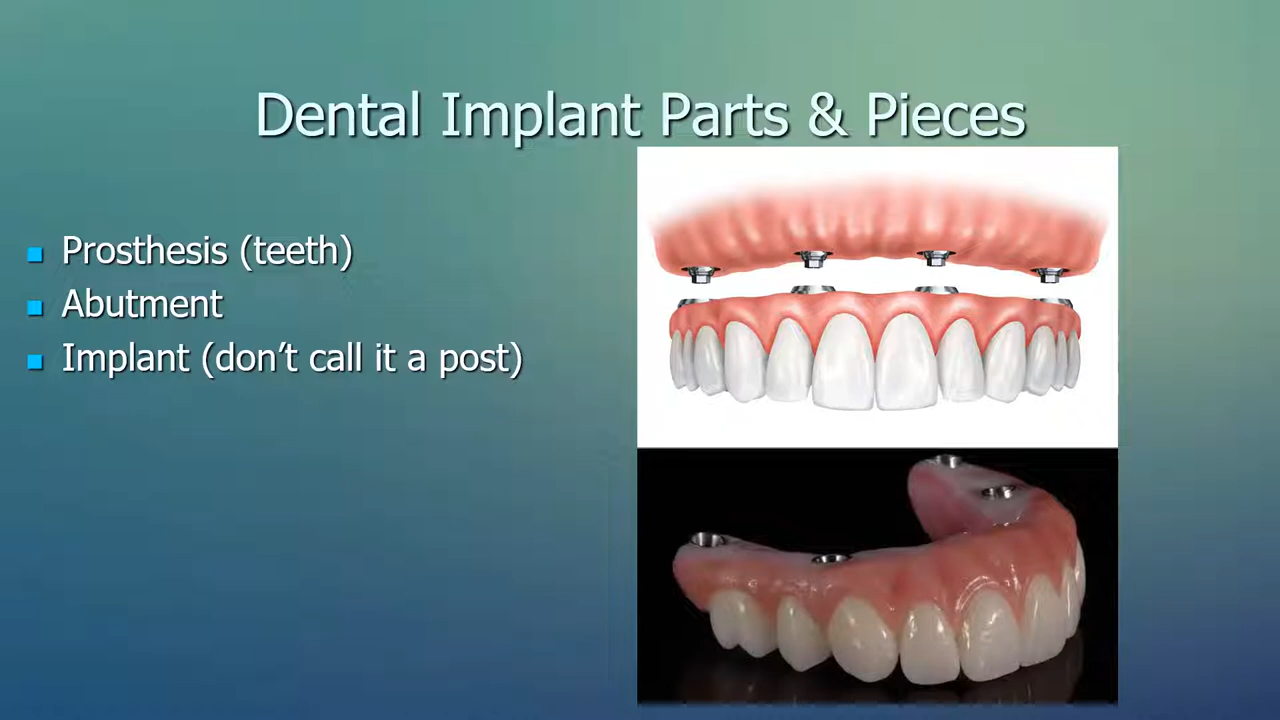 Dental Implant Parts & Pieces
Prosthesis (teeth)
Abutment
Implant (don’t call it a post)